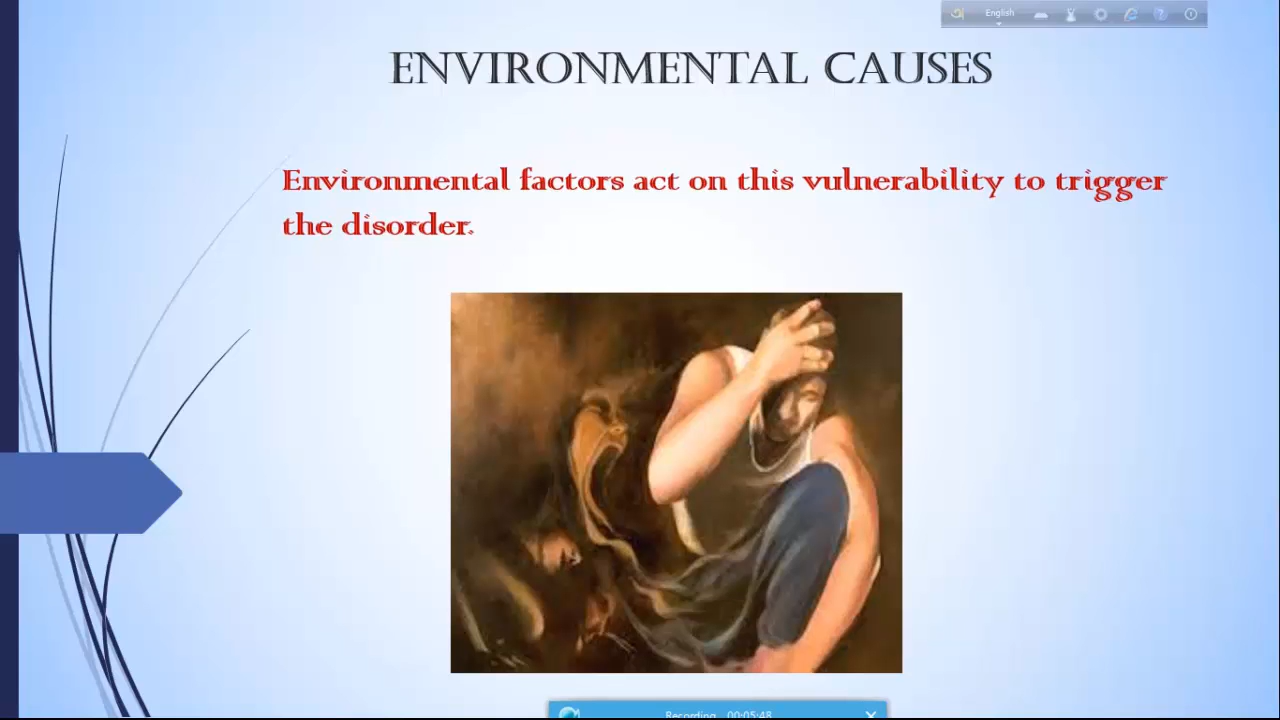 English
ENVIRONMENTAL CAUSES
Environmental factors act on this vulnerability to trigger
the disorder.
Recording 00:05:48